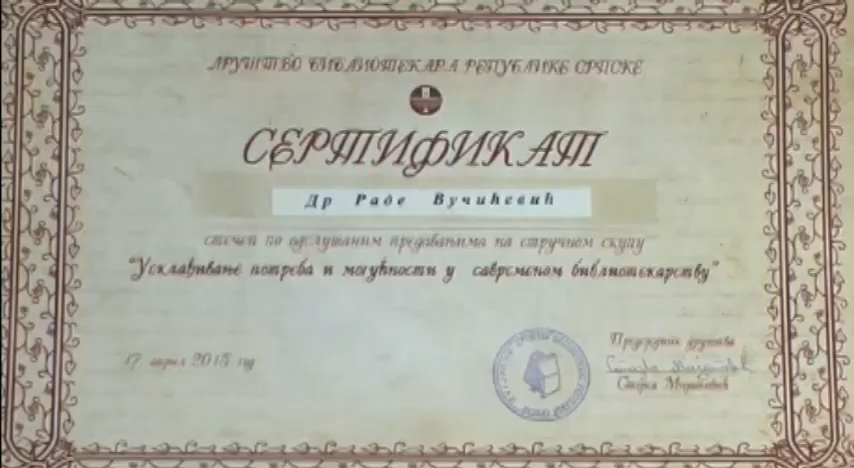 ДРУШТВО БИБЛИОТЕКАРА РЕПУБЛИКЕ СРПСКЕ
СЕРТИФИКАТ
Др Раде Вучићевић
стечен по одслушаним предавањима на стручном скупу
"Усклађивање потреба и могућности у савременом библиотекарству"
17 април 2015 год
Предсједник друштва